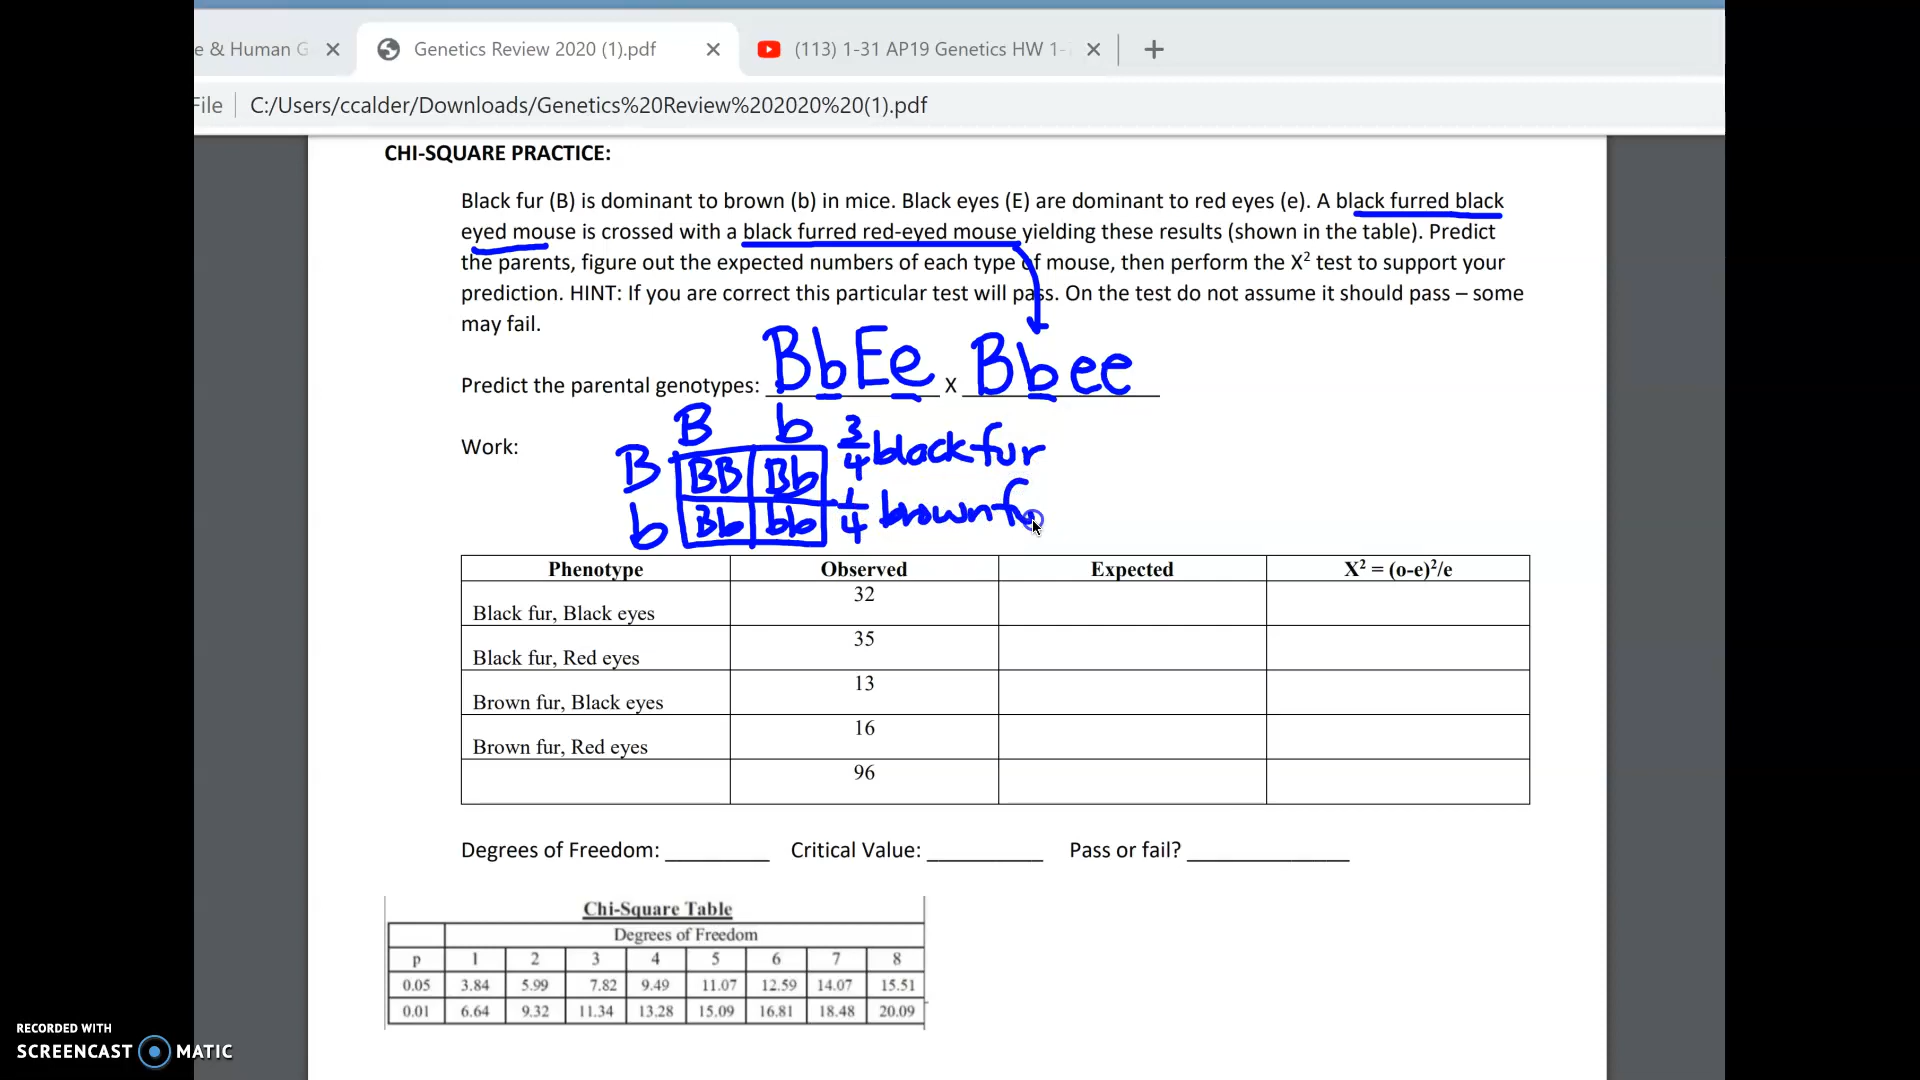 e & Human G
Genetics Review 2020 (1).pdf
(113) 1-31 AP19 Genetics HW 1-
File C:/Users/ccalder/Downloads/Genetics%20Review%202020%20(1).pdf
CHI-SQUARE PRACTICE:
Black fur (B) is dominant to brown (b) in mice. Black eyes (E) are dominant to red eyes (e). A black furred black
eyed mouse is crossed with a black furred red-eyed mouse yielding these results (shown in the table). Predict
the parents, figure out the expected numbers of each type of mouse, then perform the X² test to support your
prediction. HINT: If you are correct this particular test will pass. On the test do not assume it should pass – some
may fail.
Predict the parental genotypes: BbEe X Bbee
B b
Work: B BB Bb 3/4 black fur
b Bb bb 1/4 brown fu
Phenotype Observed Expected X² = (o-e)²/e
Black fur, Black eyes 32
Black fur, Red eyes 35
Brown fur, Black eyes 13
Brown fur, Red eyes 16
96
Degrees of Freedom: _________ Critical Value: __________ Pass or fail? ______________
Chi-Square Table
Degrees of Freedom
p 1 2 3 4 5 6 7 8
0.05 3.84 5.99 7.82 9.49 11.07 12.59 14.07 15.51
0.01 6.64 9.32 11.34 13.28 15.09 16.81 18.48 20.09
RECORDED WITH
SCREENCAST MATIC